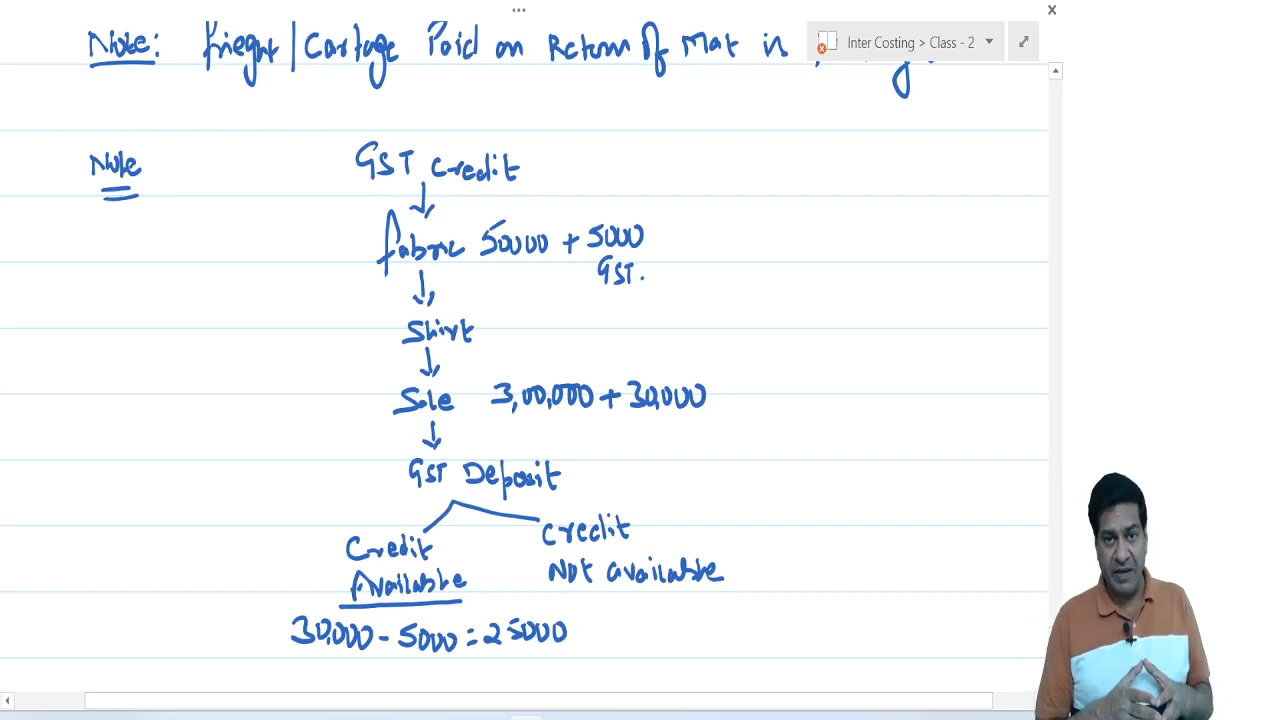 Note: frieght / Cartage Paid on Return Of Mat is
Inter Costing > Class - 2
Note
GST credit
fabric 50000 + 5000
GST.
Shirt
Sale 3,00,000 + 30,000
GST Deposit
Credit
Available
credit
Not available
30,000 - 5000 = 25000